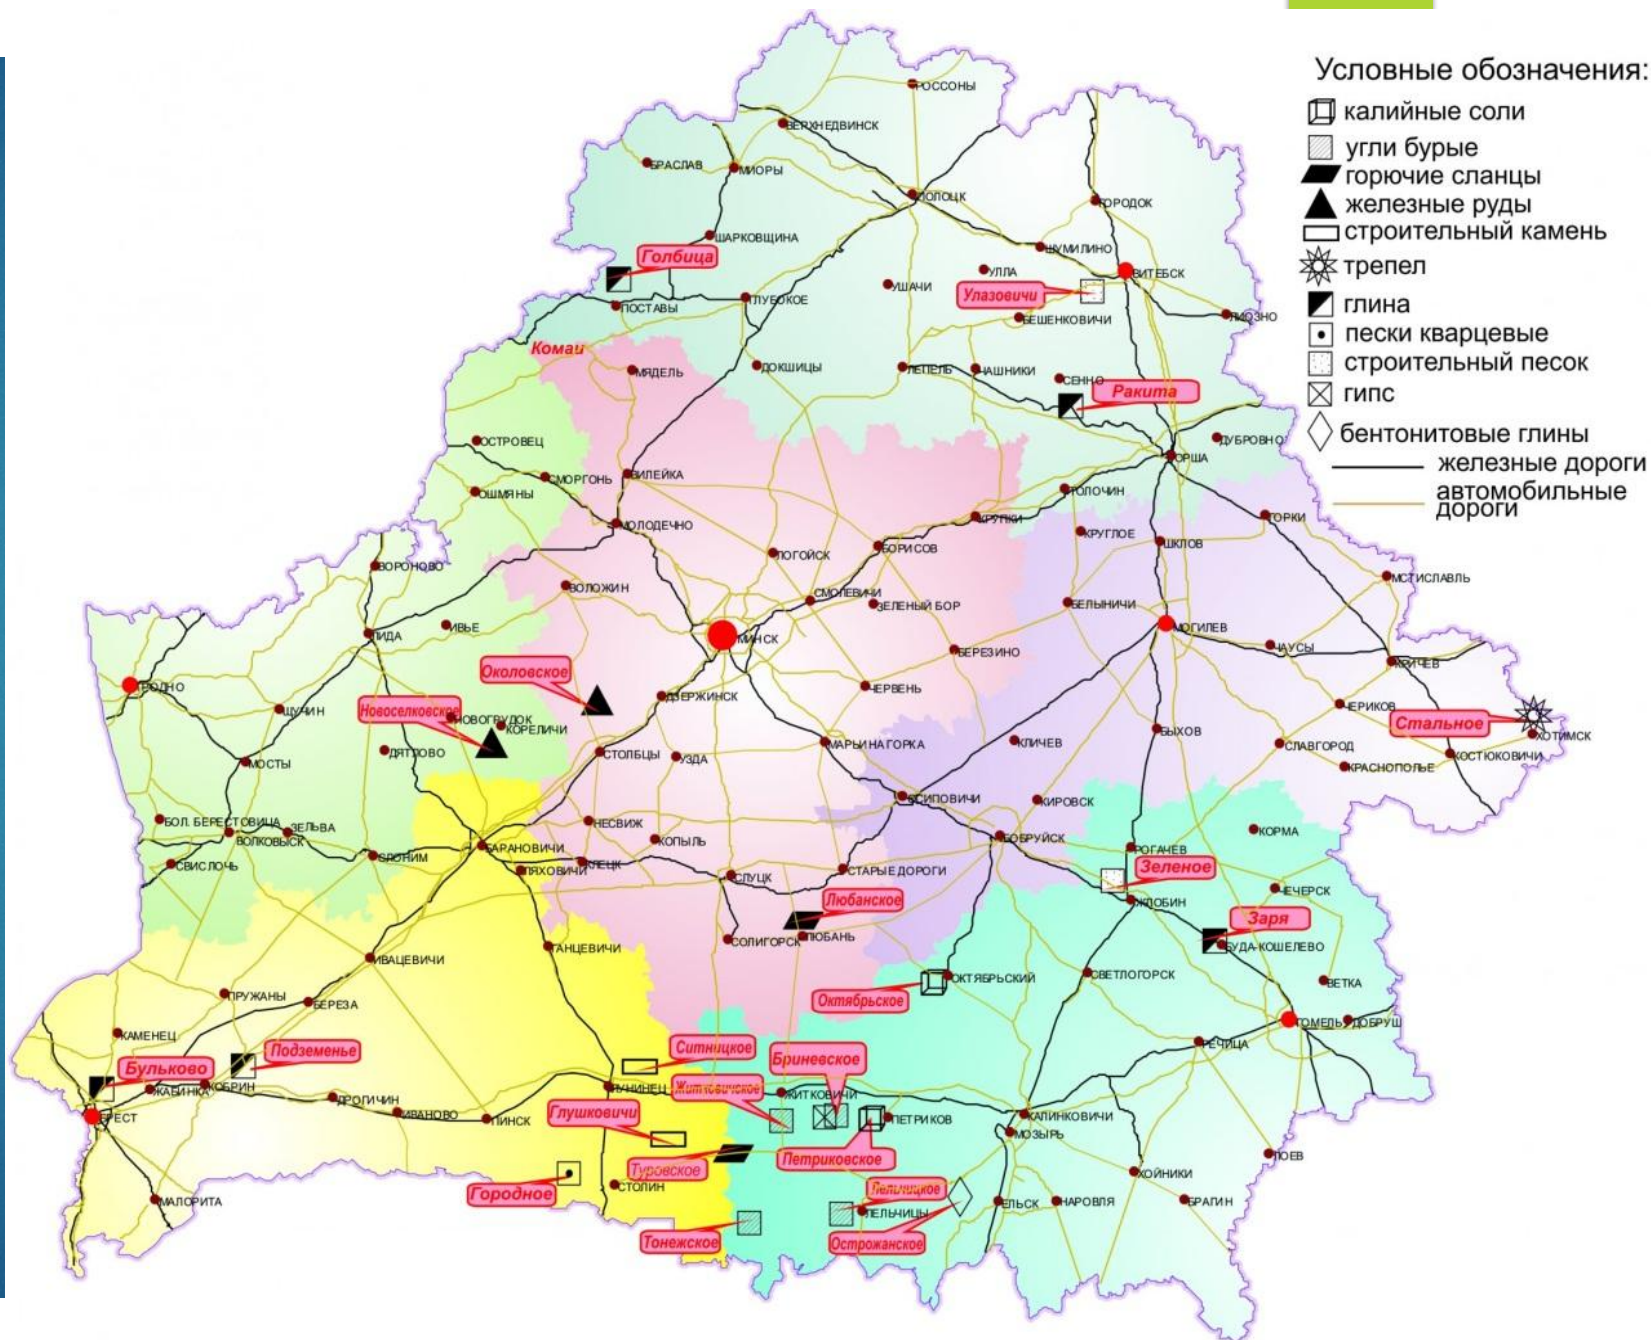 Условные обозначения:
калийные соли
угли бурые
горючие сланцы
железные руды
строительный камень
трепел
глина
пески кварцевые
строительный песок
гипс
бентонитовые глины
железные дороги
автомобильные
дороги
РОССОНЫ
ВЕРХНЕДВИНСК
БРАСЛАВ
МИОРЫ
ПОЛОЦК
ГОРОДОК
ШАРКОВЩИНА
ШУМИЛИНО
Голбица
УЛЛА
ВИТЕБСК
УШАЧИ
Улазовичи
ПОСТАВЫ
ГЛУБОКОЕ
БЕШЕНКОВИЧИ
ЛИОЗНО
Комаи
МЯДЕЛЬ
ДОКШИЦЫ
ЛЕПЕЛЬ
ЧАШНИКИ
СЕННО
Ракита
ОСТРОВЕЦ
ДУБРОВНО
ОРША
СМОРГОНЬ
ВИЛЕЙКА
ОШМЯНЫ
ТОЛОЧИН
МОЛОДЕЧНО
КРУПКИ
ГОРКИ
КРУГЛОЕ
ШКЛОВ
ЛОГОЙСК
БОРИСОВ
ВОРОНОВО
МСТИСЛАВЛЬ
ВОЛОЖИН
СМОЛЕВИЧИ
ЗЕЛЕНЫЙ БОР
БЕЛЫНИЧИ
ЛИДА
ИВЬЕ
МИНСК
МОГИЛЕВ
ЧАУСЫ
БЕРЕЗИНО
КРИЧЕВ
Околовское
ГРОДНО
ДЗЕРЖИНСК
ЧЕРВЕНЬ
ЩУЧИН
Новоселковское
НОВОГРУДОК
КОРЕЛИЧИ
ЧЕРИКОВ
Стальное
ХОТИМСК
ДЯТЛОВО
СТОЛБЦЫ
УЗДА
МАРЬИНА ГОРКА
КЛИЧЕВ
БЫХОВ
СЛАВГОРОД
КОСТЮКОВИЧИ
МОСТЫ
КРАСНОПОЛЬЕ
ОСИПОВИЧИ
КИРОВСК
БОЛ. БЕРЕСТОВИЦА
ЗЕЛЬВА
НЕСВИЖ
КОРМА
ВОЛКОВЫСК
КОПЫЛЬ
БОБРУЙСК
БАРАНОВИЧИ
РОГАЧЕВ
СВИСЛОЧЬ
СЛОНИМ
ЛЯХОВИЧИ
КЛЕЦК
СЛУЦК
СТАРЫЕ ДОРОГИ
Зеленое
ЧЕЧЕРСК
Любанское
ЖЛОБИН
Заря
СОЛИГОРСК
ЛЮБАНЬ
ГАНЦЕВИЧИ
БУДА-КОШЕЛЕВО
ИВАЦЕВИЧИ
ОКТЯБРЬСКИЙ
СВЕТЛОГОРСК
ВЕТКА
ПРУЖАНЫ
БЕРЕЗА
Октябрьское
ГОМЕЛЬ
ДОБРУШ
КАМЕНЕЦ
РЕЧИЦА
Подземенье
Ситницкое
Бриневское
Бульково
ЖАБИНКА
КОБРИН
ЛУНИНЕЦ
Житковичское
ЖИТКОВИЧИ
ДРОГИЧИН
ИВАНОВО
ПИНСК
Глушковичи
БРЕСТ
ПЕТРИКОВ
КАЛИНКОВИЧИ
МОЗЫРЬ
Туровское
Петриковское
ЛОЕВ
ХОЙНИКИ
Городное
СТОЛИН
Лельчицкое
МАЛОРИТА
ЛЕЛЬЧИЦЫ
ЕЛЬСК
НАРОВЛЯ
БРАГИН
Тонежское
Острожанское